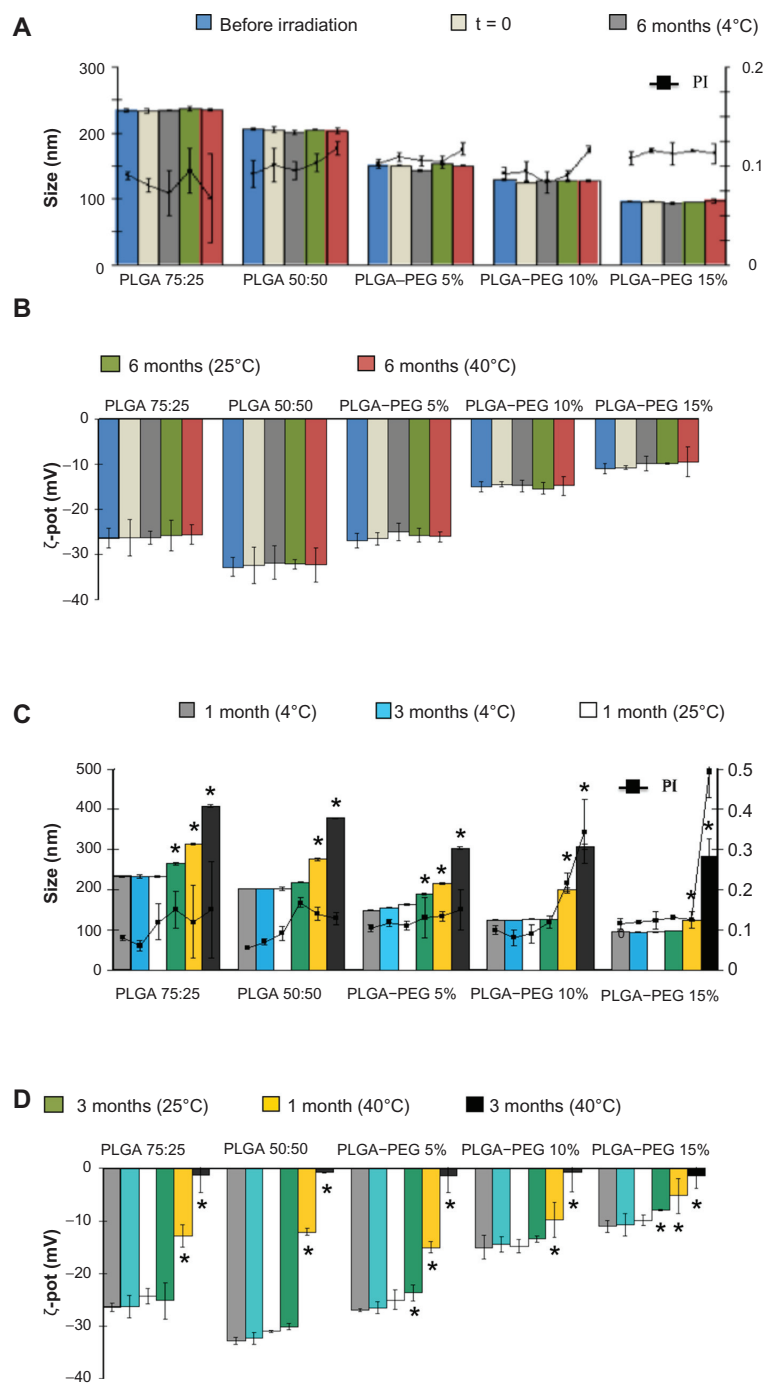 A
Before irradiation
t = 0
6 months (4°C)
300
200
100
0
Size (nm)
PI
0.2
0.1
0
PLGA 75:25
PLGA 50:50
PLGA–PEG 5%
PLGA–PEG 10%
PLGA–PEG 15%
B
6 months (25°C)
6 months (40°C)
PLGA 75:25
PLGA 50:50
PLGA–PEG 5%
PLGA–PEG 10%
PLGA–PEG 15%
0
–10
–20
–30
–40
ζ-pot (mV)
C
1 month (4°C)
3 months (4°C)
1 month (25°C)
500
400
300
200
100
0
Size (nm)
* * *
* *
* * *
* *
* *
PI
0
0.5
0.4
0.3
0.2
0.1
0
PLGA 75:25
PLGA 50:50
PLGA–PEG 5%
PLGA–PEG 10%
PLGA–PEG 15%
D
3 months (25°C)
1 month (40°C)
3 months (40°C)
PLGA 75:25
PLGA 50:50
PLGA–PEG 5%
PLGA–PEG 10%
PLGA–PEG 15%
0
–10
–20
–30
–40
ζ-pot (mV)
* *
* *
* * *
* *
* * *